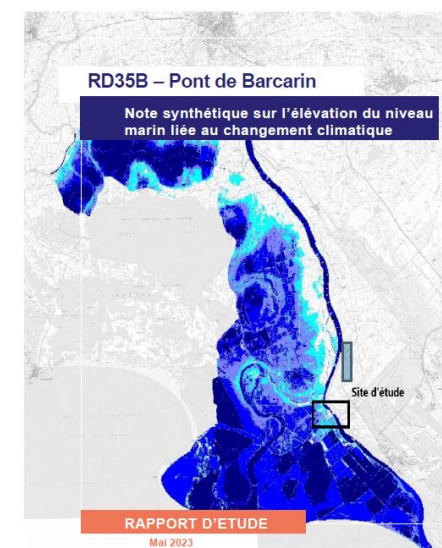 RD35B – Pont de Barcarin
Note synthétique sur l'élévation du niveau
marin liée au changement climatique
Site d'étude
RAPPORT D'ETUDE
Mai 2023